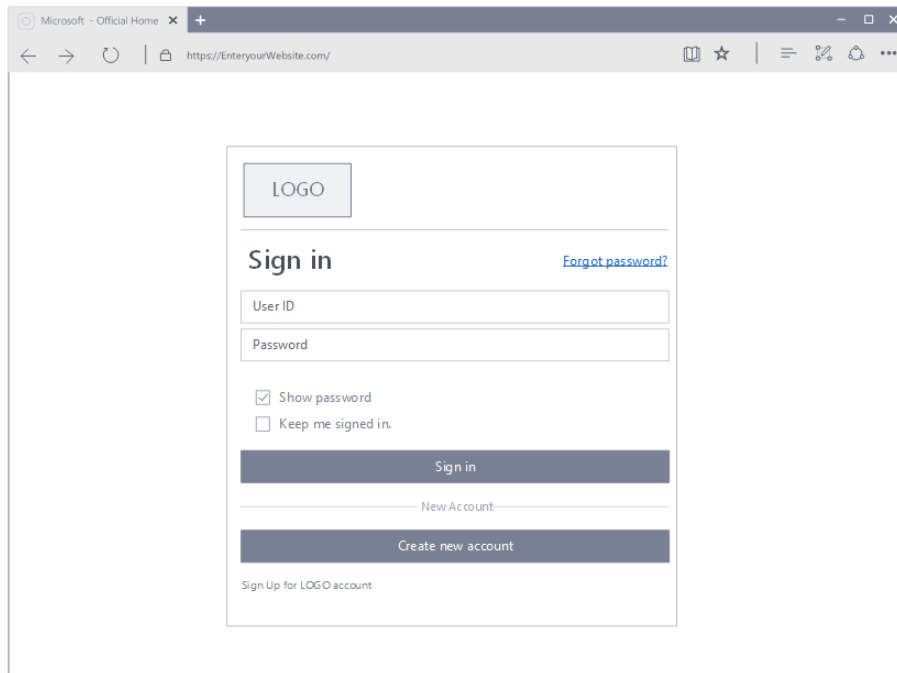 Microsoft - Official Home
https://EnteryourWebsite.com/
LOGO
Sign in
Forgot password?
User ID
Password
Show password
Keep me signed in.
Sign in
New Account
Create new account
Sign Up for LOGO account